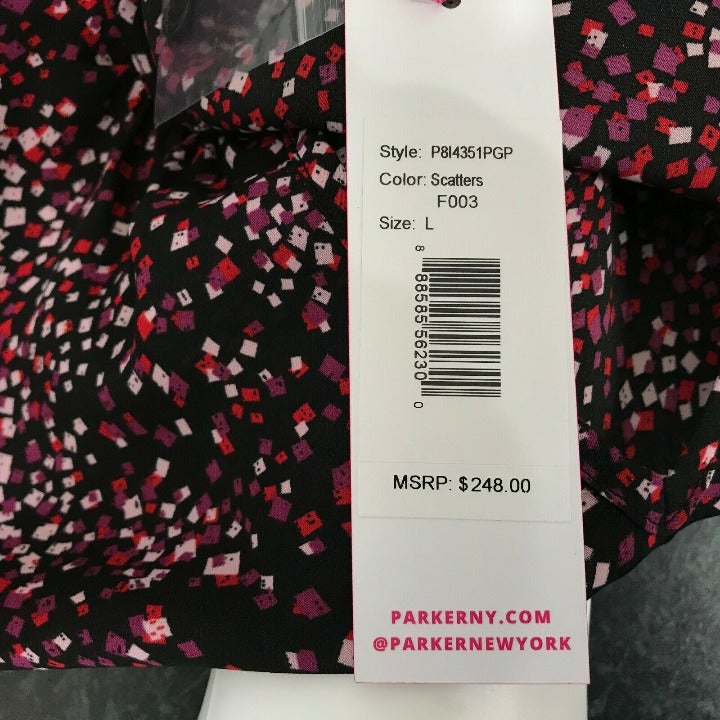 Style: P8I4351PGP
Color: Scatters
F003
Size: L
8 88585 56230 0
MSRP: $248.00
PARKERNY.COM
@PARKERNEWYORK